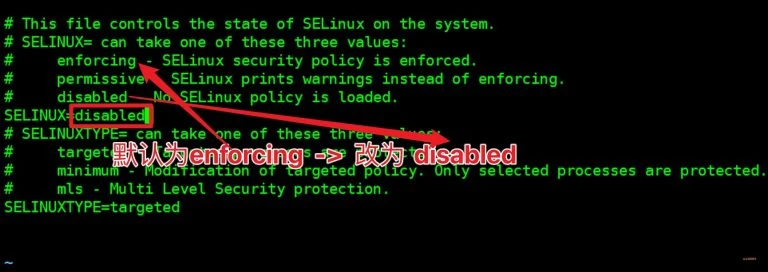 # This file controls the state of SELinux on the system.
# SELINUX= can take one of these three values:
#     enforcing - SELinux security policy is enforced.
#     permissive - SELinux prints warnings instead of enforcing.
#     disabled - No SELinux policy is loaded.
SELINUX=disabled
# SELINUXTYPE= can take one of these three values:
#     targeted
默认为enforcing -> 改为 disabled
#     minimum - Modification of targeted policy. Only selected processes are protected.
#     mls - Multi Level Security protection.
SELINUXTYPE=targeted
~